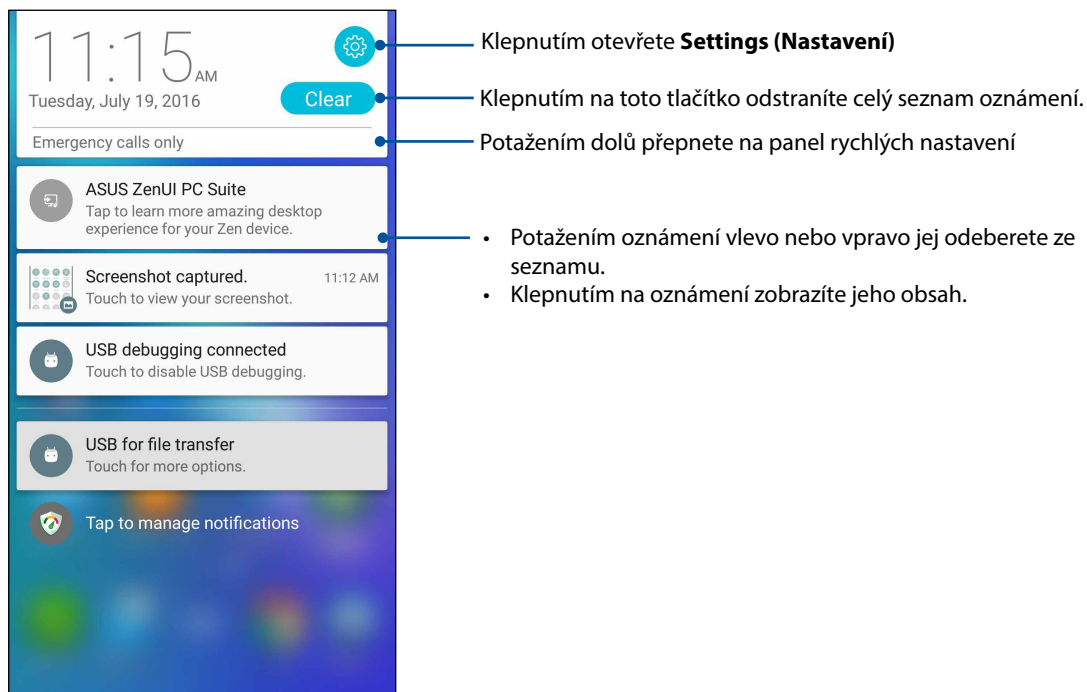 11:15 AM
Tuesday, July 19, 2016
Clear
Emergency calls only
ASUS ZenUI PC Suite
Tap to learn more amazing desktop
experience for your Zen device.
Screenshot captured.
11:12 AM
Touch to view your screenshot.
USB debugging connected
Touch to disable USB debugging.
USB for file transfer
Touch for more options.
Tap to manage notifications
Klepnutím otevřete Settings (Nastavení)
Klepnutím na toto tlačítko odstraníte celý seznam oznámení.
Potažením dolů přepnete na panel rychlých nastavení
• Potažením oznámení vlevo nebo vpravo jej odeberete ze
seznamu.
• Klepnutím na oznámení zobrazíte jeho obsah.